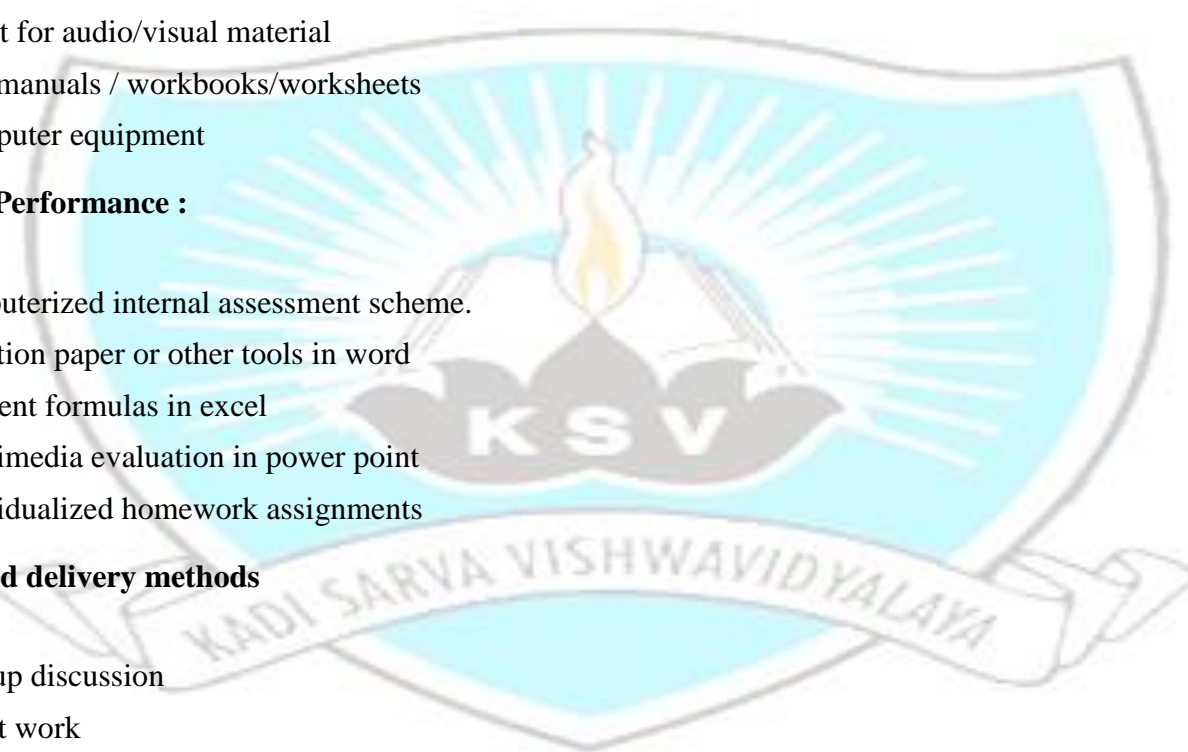 t for audio/visual material
manuals / workbooks/worksheets
puter equipment
Performance :
uterized internal assessment scheme.
tion paper or other tools in word
ent formulas in excel
imedia evaluation in power point
idualized homework assignments
d delivery methods
up discussion
t work
KSV
KADI SARVA VISHWAVIDYALAYA